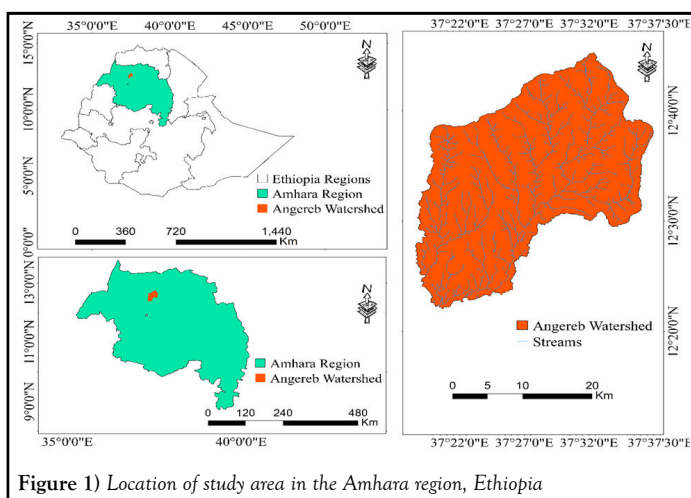 35°0'0"E 40°0'0"E 45°0'0"E 50°0'0"E
15°0'0"N
10°0'0"N
5°0'0"N
0°0'0"
N
Ethiopia Regions
Amhara Region
Angereb Watershed
0 360 720 1,440
Km
13°0'0"N
11°0'0"N
9°0'0"N
N
Amhara Region
Angereb Watershed
0 120 240 480
Km
35°0'0"E 40°0'0"E
37°22'0"E 37°27'0"E 37°32'0"E 37°37'30"E
N
12°40'0"N
12°30'0"N
12°20'0"N
Angereb Watershed
Streams
0 5 10 20
Km
37°22'0"E 37°27'0"E 37°32'0"E 37°37'30"E
Figure 1) Location of study area in the Amhara region, Ethiopia